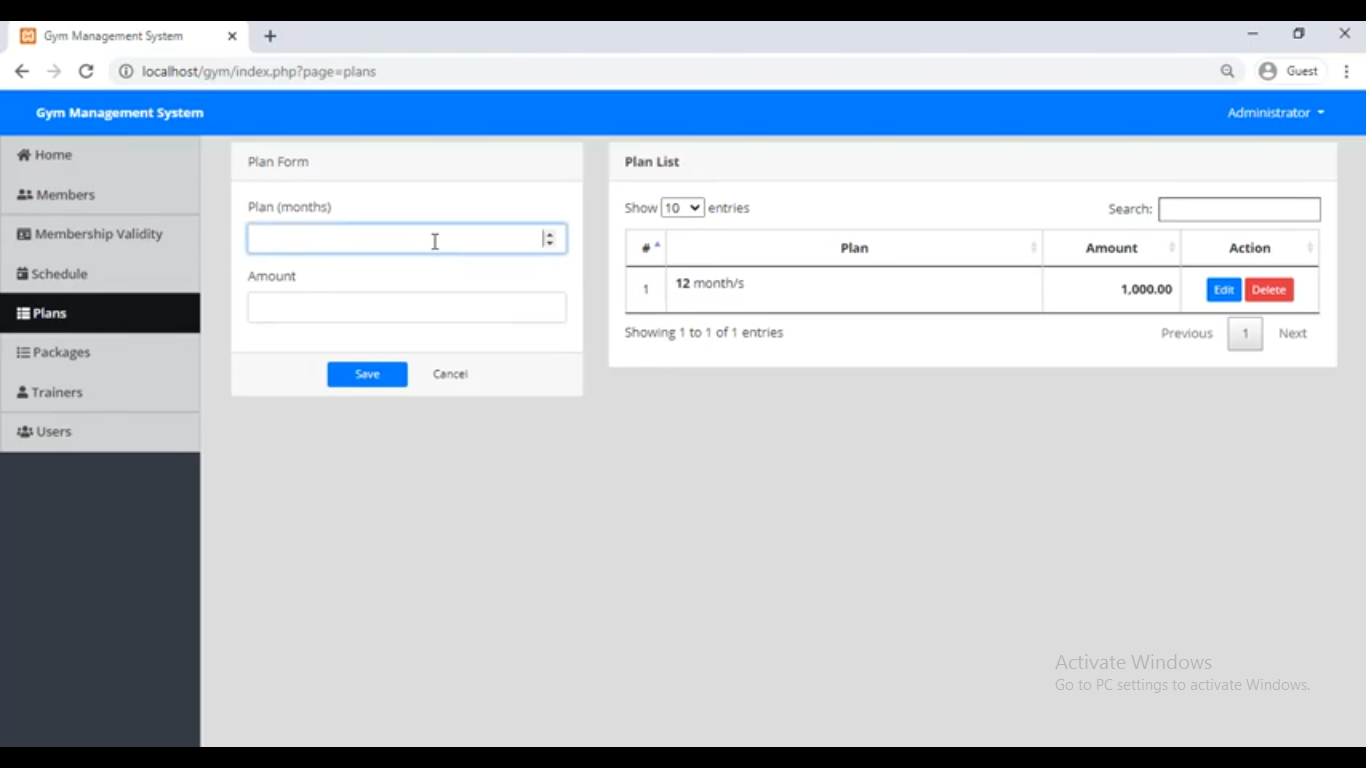 Gym Management System
localhost/gym/index.php?page=plans
Guest
Gym Management System
Administrator
Home
Members
Membership Validity
Schedule
Plans
Packages
Trainers
Users
Plan Form
Plan (months)
Amount
Save Cancel
Plan List
Show 10 entries
Search:
# Plan Amount Action
1 12 month/s 1,000.00 Edit Delete
Showing 1 to 1 of 1 entries
Previous 1 Next
Activate Windows
Go to PC settings to activate Windows.